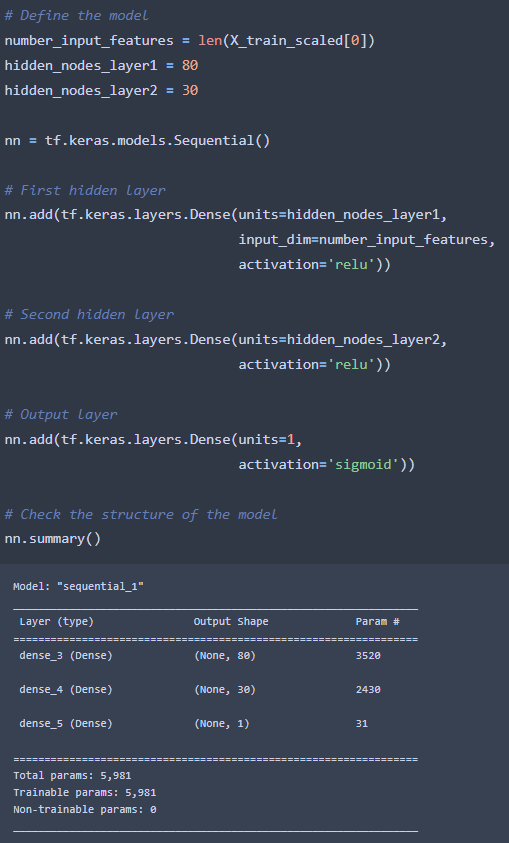 # Define the model
number_input_features = len(X_train_scaled[0])
hidden_nodes_layer1 = 80
hidden_nodes_layer2 = 30
nn = tf.keras.models.Sequential()
# First hidden layer
nn.add(tf.keras.layers.Dense(units=hidden_nodes_layer1,
input_dim=number_input_features,
activation='relu'))
# Second hidden layer
nn.add(tf.keras.layers.Dense(units=hidden_nodes_layer2,
activation='relu'))
# Output layer
nn.add(tf.keras.layers.Dense(units=1,
activation='sigmoid'))
# Check the structure of the model
nn.summary()
Model: "sequential_1"
_________________________________________________________________
Layer (type) Output Shape Param #
=================================================================
dense_3 (Dense) (None, 80) 3520
dense_4 (Dense) (None, 30) 2430
dense_5 (Dense) (None, 1) 31
=================================================================
Total params: 5,981
Trainable params: 5,981
Non-trainable params: 0
_________________________________________________________________